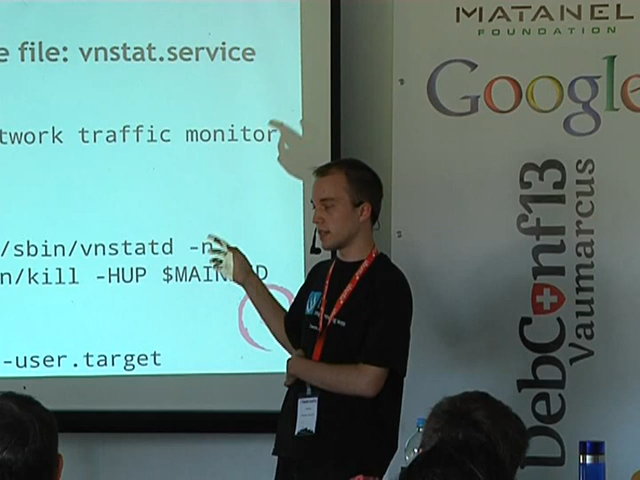 e file: vnstat.service
twork traffic monitor
/sbin/vnstatd -n
n/kill -HUP $MAIN D
-user.target
MATANEL
FOUNDATION
Google
DebConf13
Vaumarcus